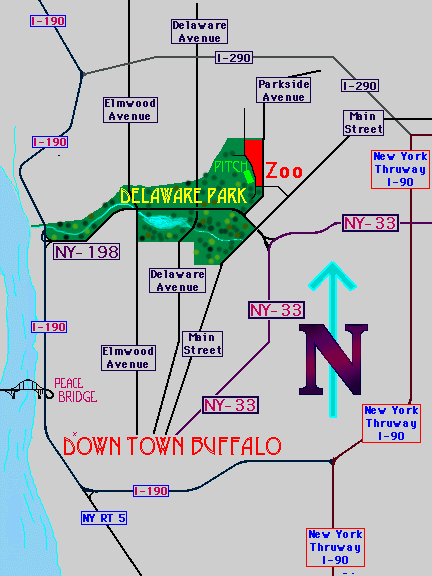 I-190
Delaware
Avenue
I-290
I-290
Parkside
Avenue
Elmwood
Avenue
Main
Street
I-190
New York
Thruway
I-90
PITCH
Zoo
DELAWARE PARK
NY-33
NY-198
Delaware
Avenue
NY-33
I-190
Main
Street
Elmwood
Avenue
N
PEACE
BRIDGE
NY-33
New York
Thruway
I-90
DOWN TOWN BUFFALO
I-190
NY RT 5
New York
Thruway
I-90